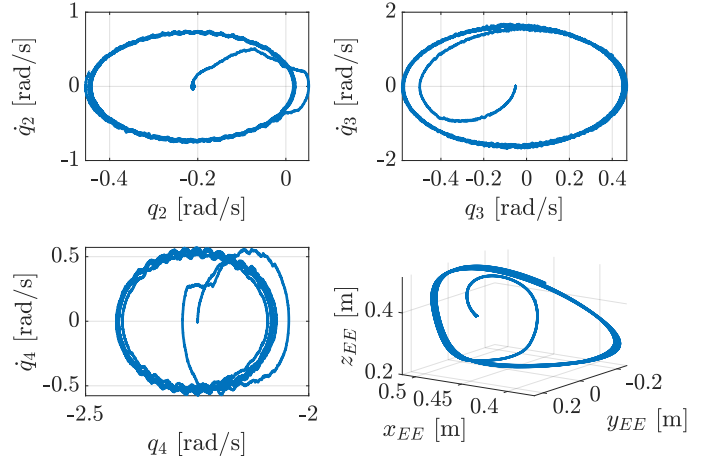 1
0
-1
q̇2 [rad/s]
-0.4 -0.2 0
q2 [rad/s]
2
0
-2
q̇3 [rad/s]
-0.4 -0.2 0 0.2 0.4
q3 [rad/s]
0.5
0
-0.5
q̇4 [rad/s]
-2.5 -2
q4 [rad/s]
0.4
0.2
zEE [m]
0.5 0.45 0.4
xEE [m]
0.2 0 -0.2
yEE [m]